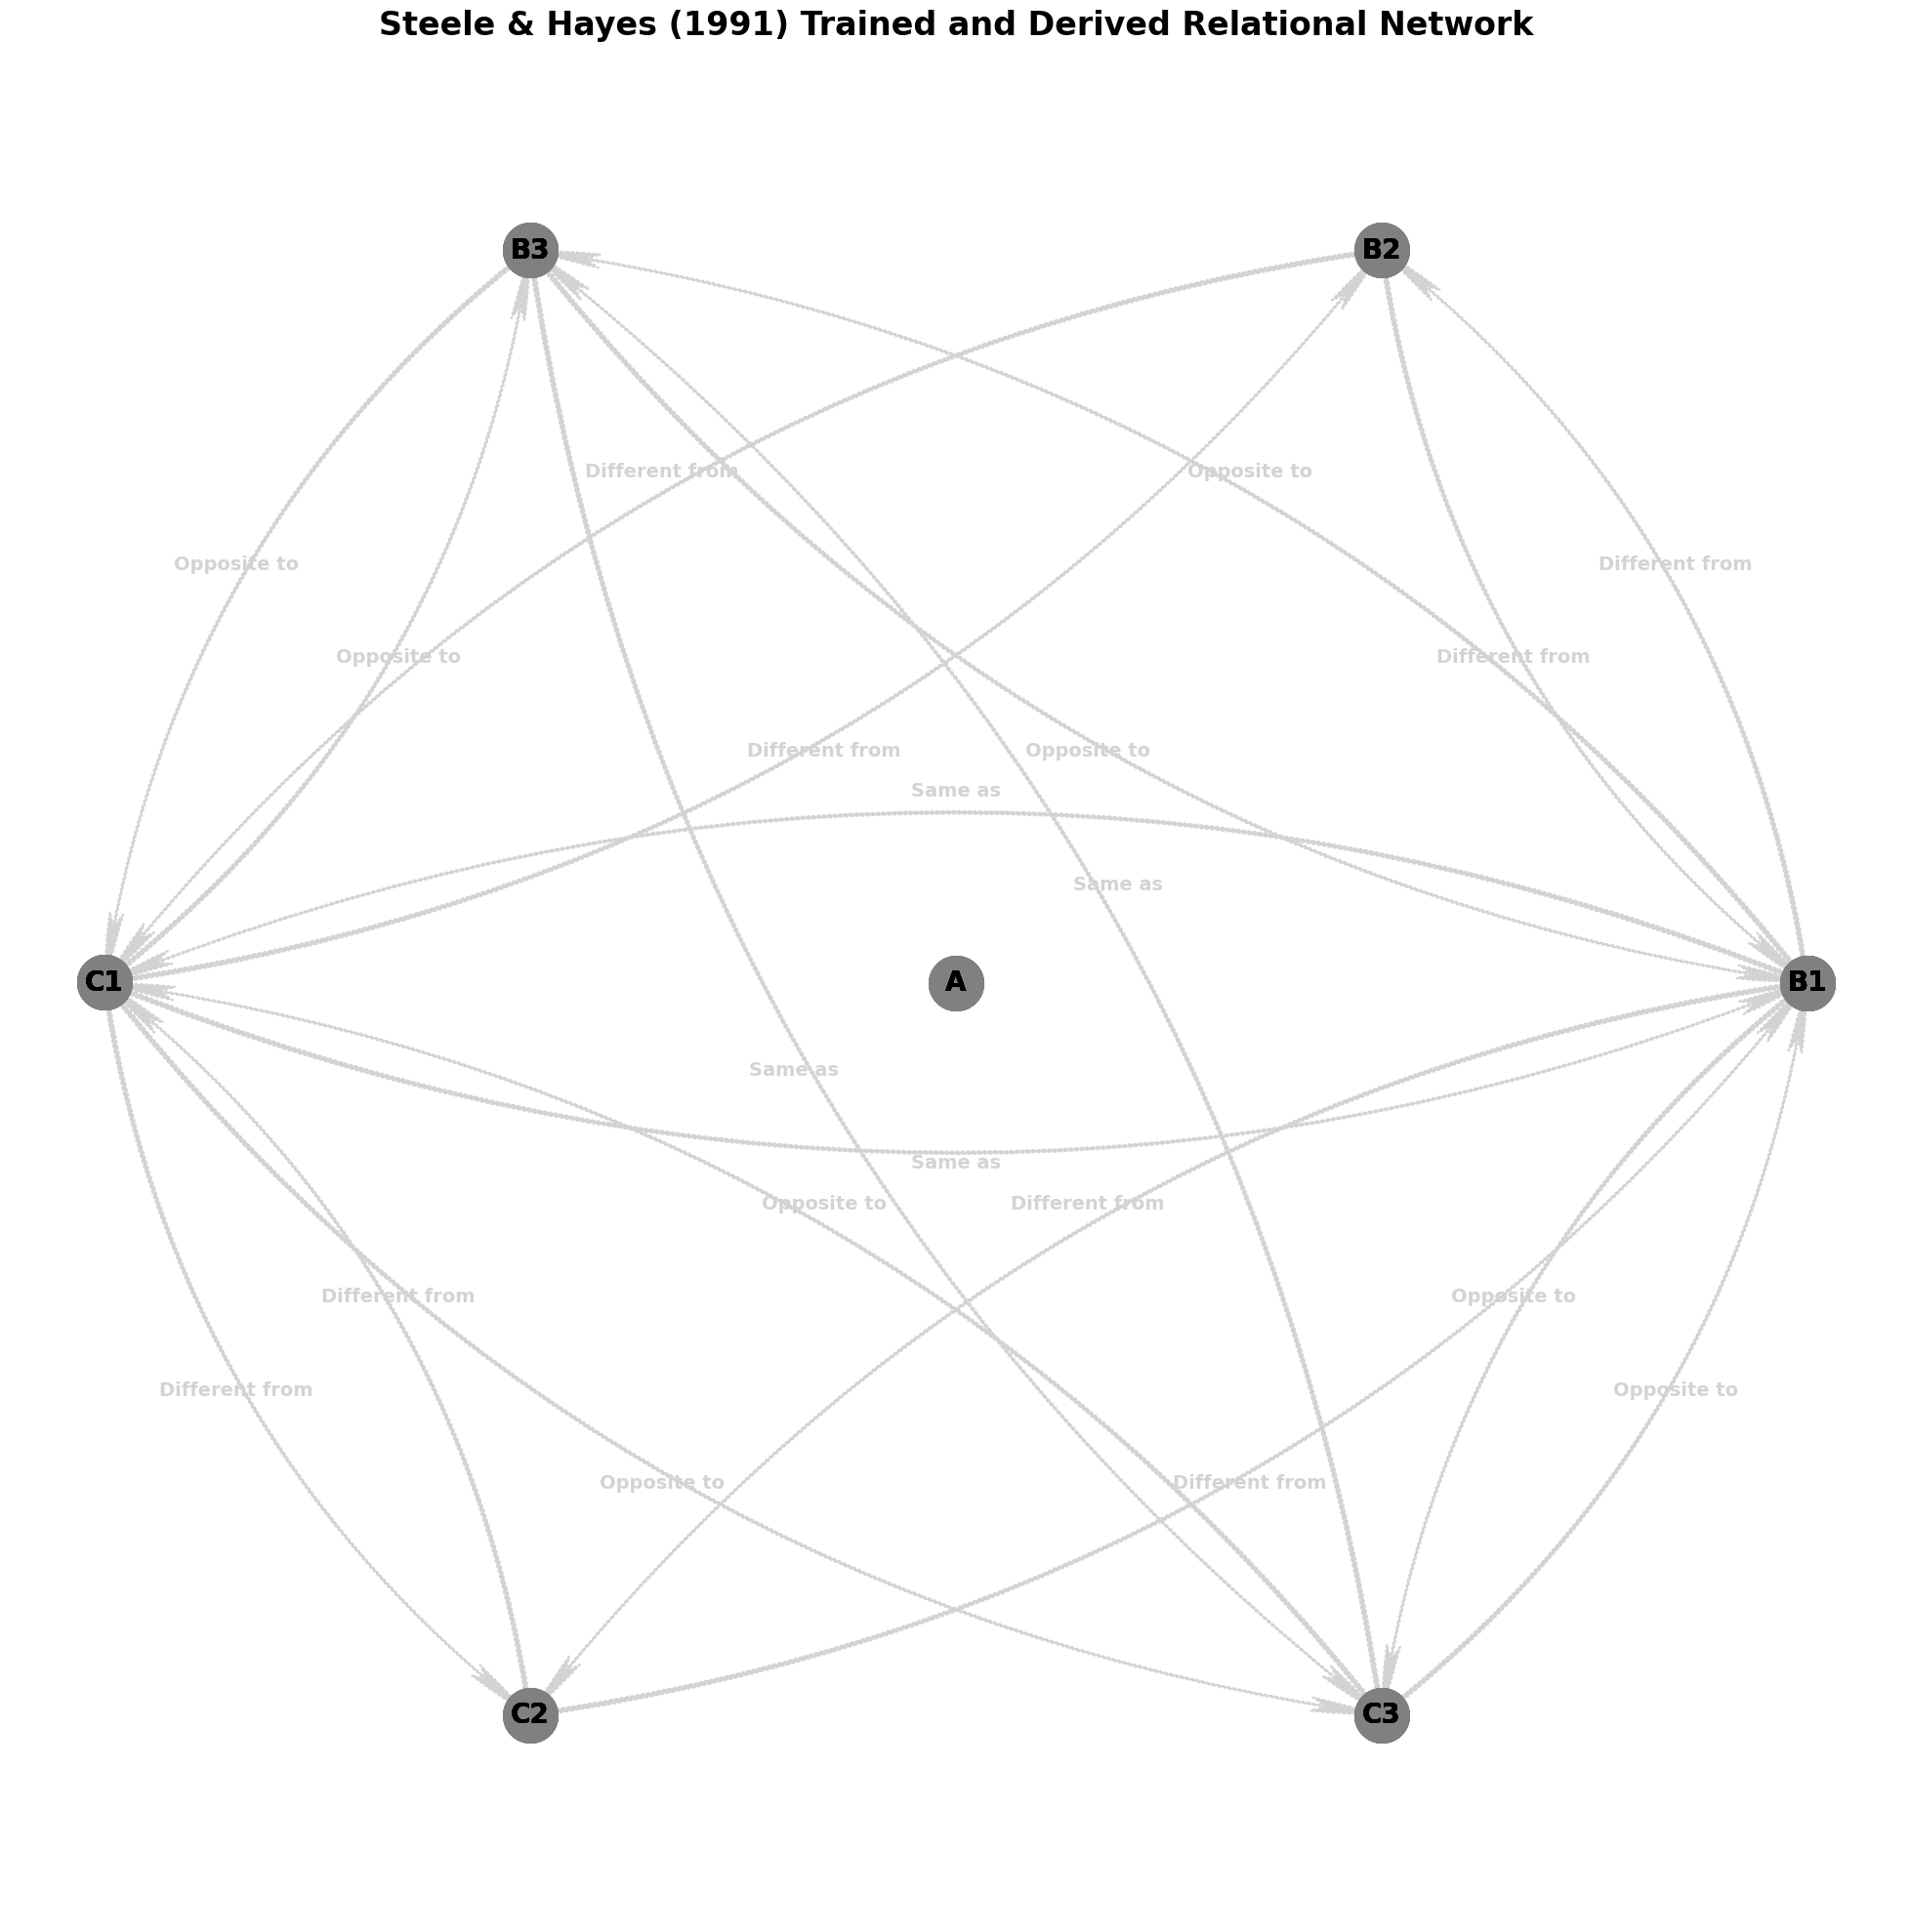 Steele & Hayes (1991) Trained and Derived Relational Network
B3
B2
Different from
Opposite to
Opposite to
Different from
Opposite to
Different from
Different from
Opposite to
Same as
Same as
C1
A
B1
Same as
Same as
Opposite to
Different from
Different from
Opposite to
Different from
Opposite to
Opposite to
Different from
C2
C3